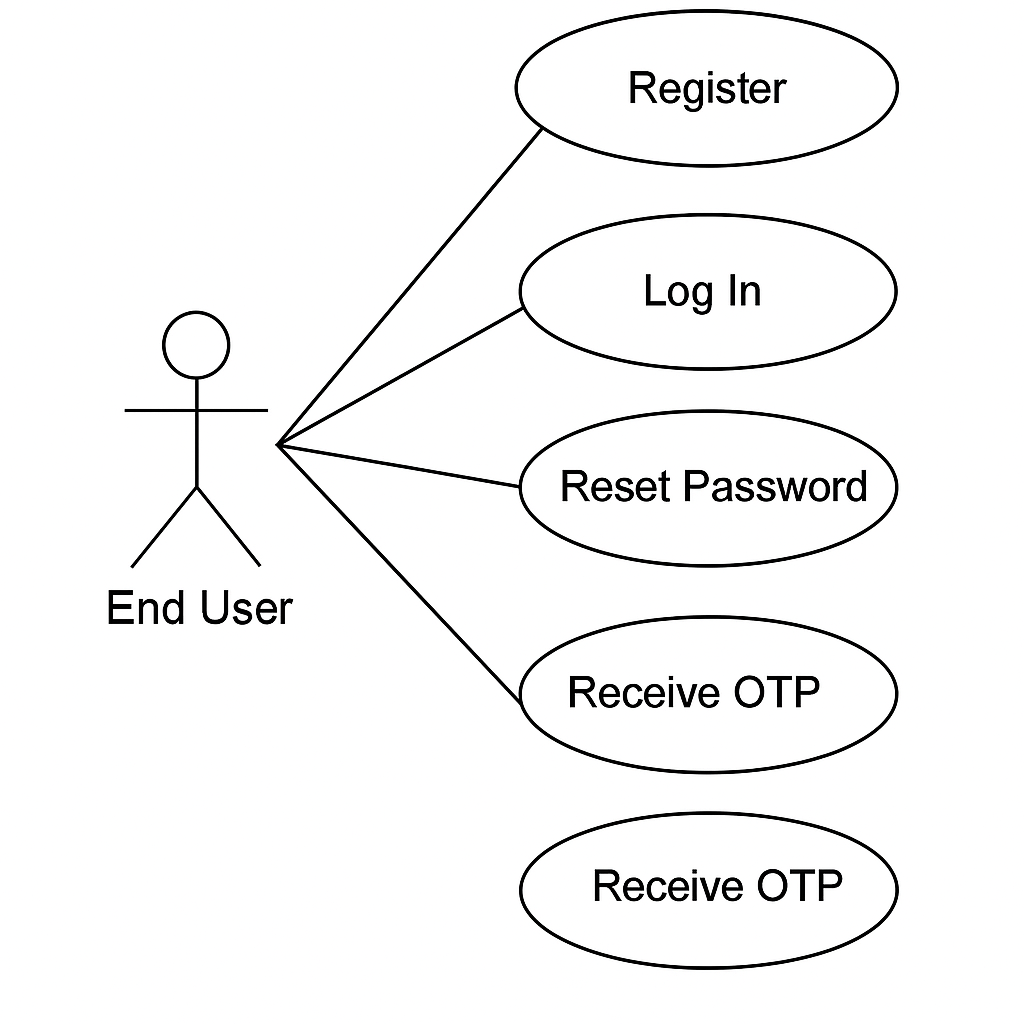 Register
Log In
Reset Password
End User
Receive OTP
Receive OTP